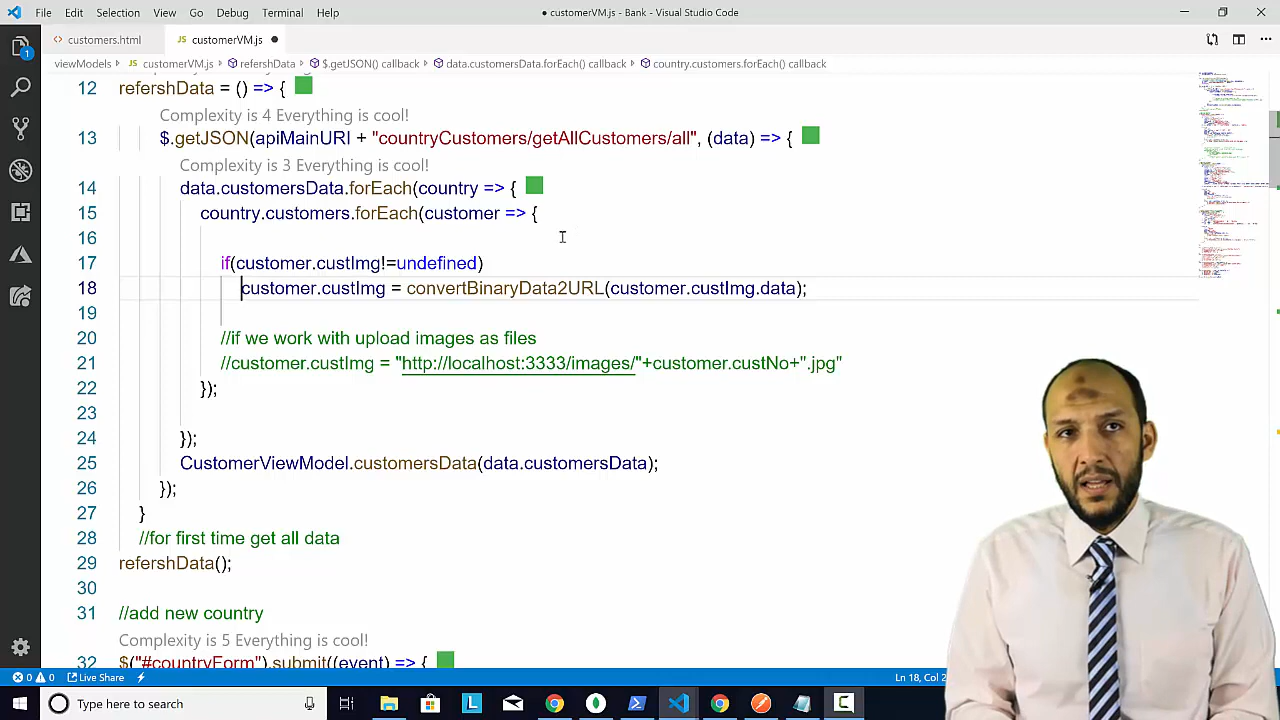 File Edit Selection View Go Debug Terminal Help
● customerVM.js - Bank - Visual Studio Code
<> customers.html
JS customerVM.js ●
viewModels > JS customerVM.js > refershData > $.getJSON() callback > data.customersData.forEach() callback > country.customers.forEach() callback
12 refershData = () => {
Complexity is 4 Everything is cool!
13 $.getJSON(apiMainURI + "countryCustomer/getAllCustomers/all", (data) => {
Complexity is 3 Everything is cool!
14 data.customersData.forEach(country => {
15 country.customers.forEach(customer => {
16
17 if(customer.custImg!=undefined)
18 customer.custImg = convertBinaryData2URL(customer.custImg.data);
19
20 //if we work with upload images as files
21 //customer.custImg = "http://localhost:3333/images/"+customer.custNo+".jpg"
22 });
23
24 });
25 CustomerViewModel.customersData(data.customersData);
26 });
27 }
28 //for first time get all data
29 refershData();
30
31 //add new country
Complexity is 5 Everything is cool!
32 $("#countryForm").submit((event) => {
0 0 Live Share Ln 18, Col 2
Type here to search